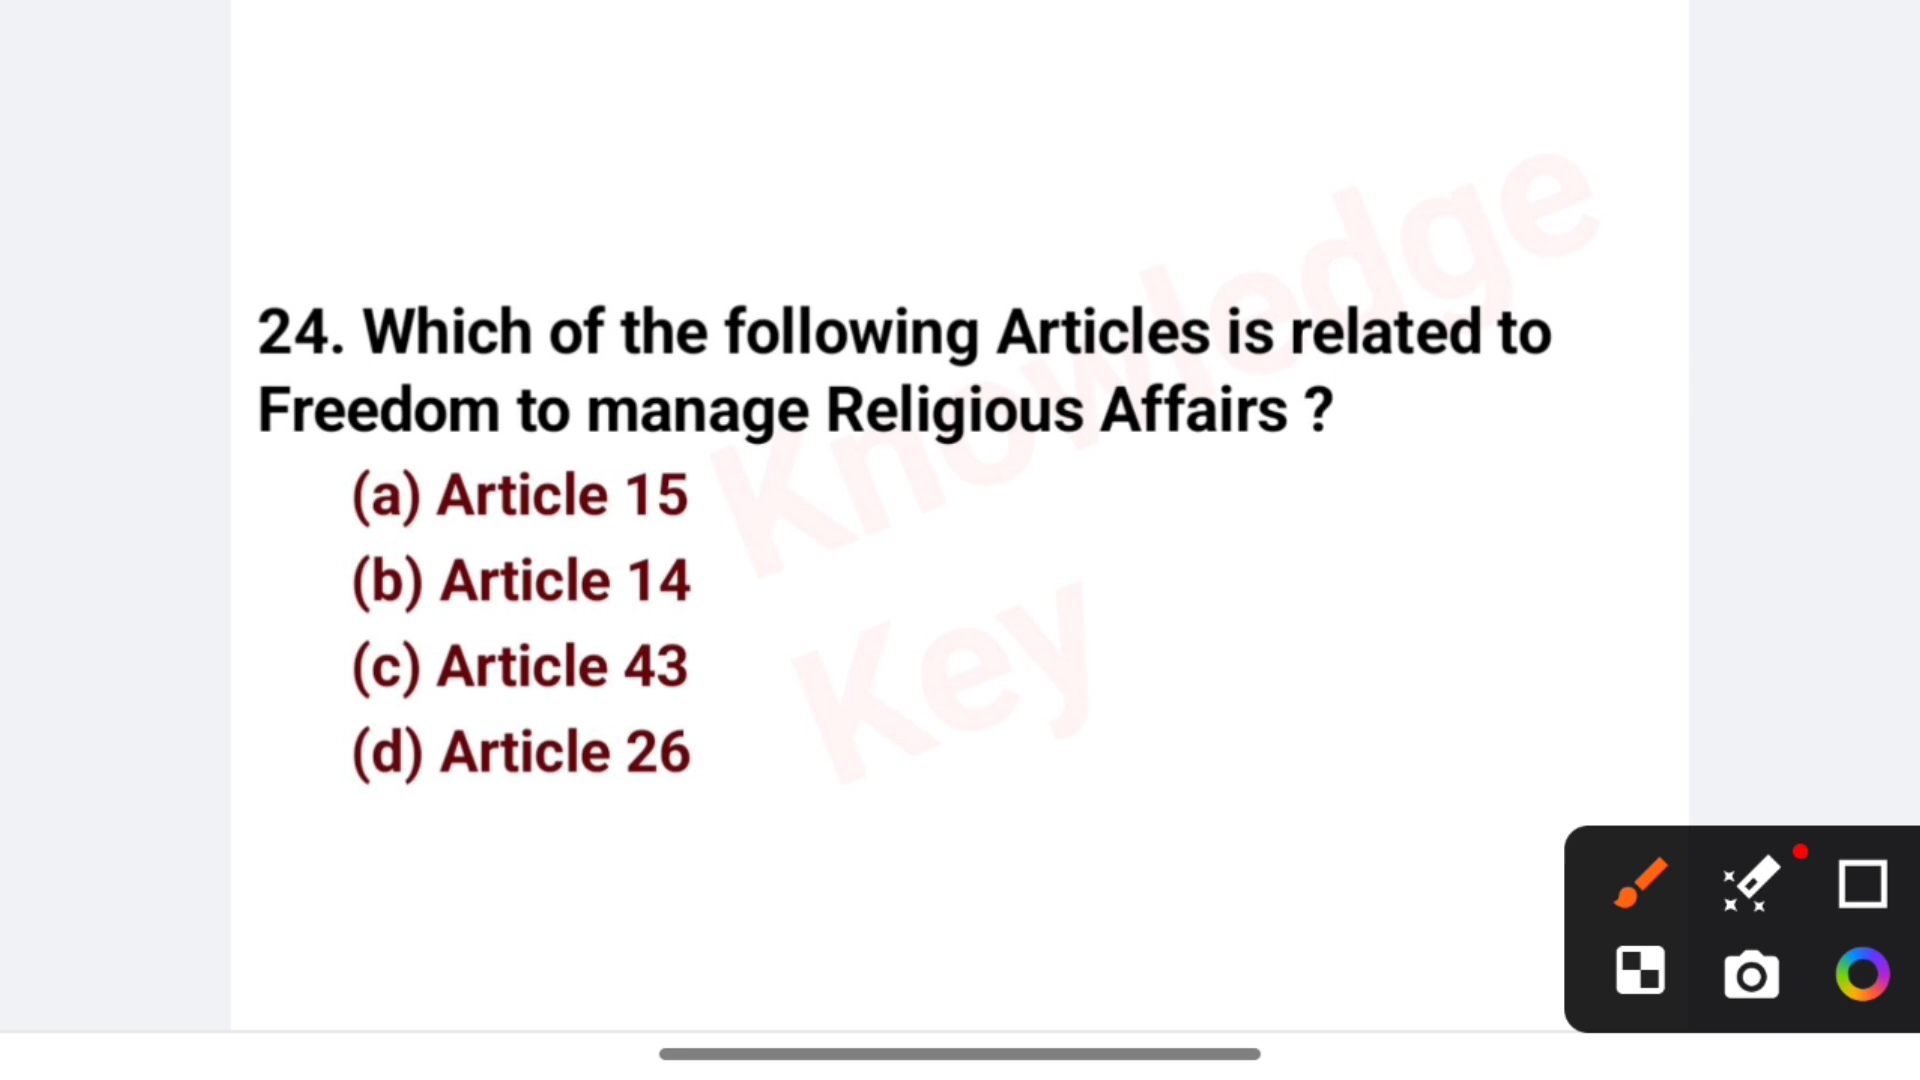 24. Which of the following Articles is related to
Freedom to manage Religious Affairs ?
(a) Article 15
(b) Article 14
(c) Article 43
(d) Article 26
Knowledge
Key